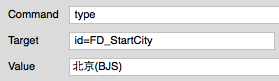 Command type
Target id=FD_StartCity
Value 北京(BJS)